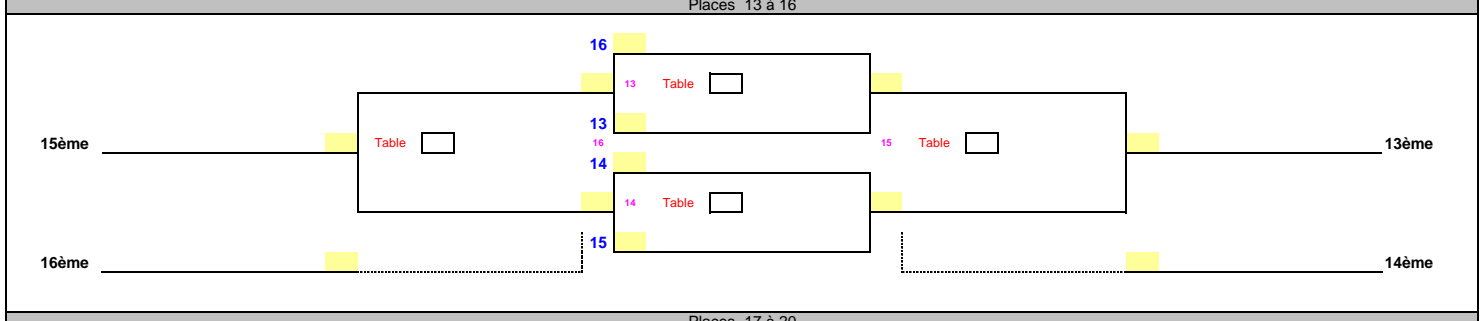 Places 13 à 16
16
13 Table
13
15ème Table 16 15 Table 13ème
14
14 Table
15
16ème 14ème
Places 17 à 20